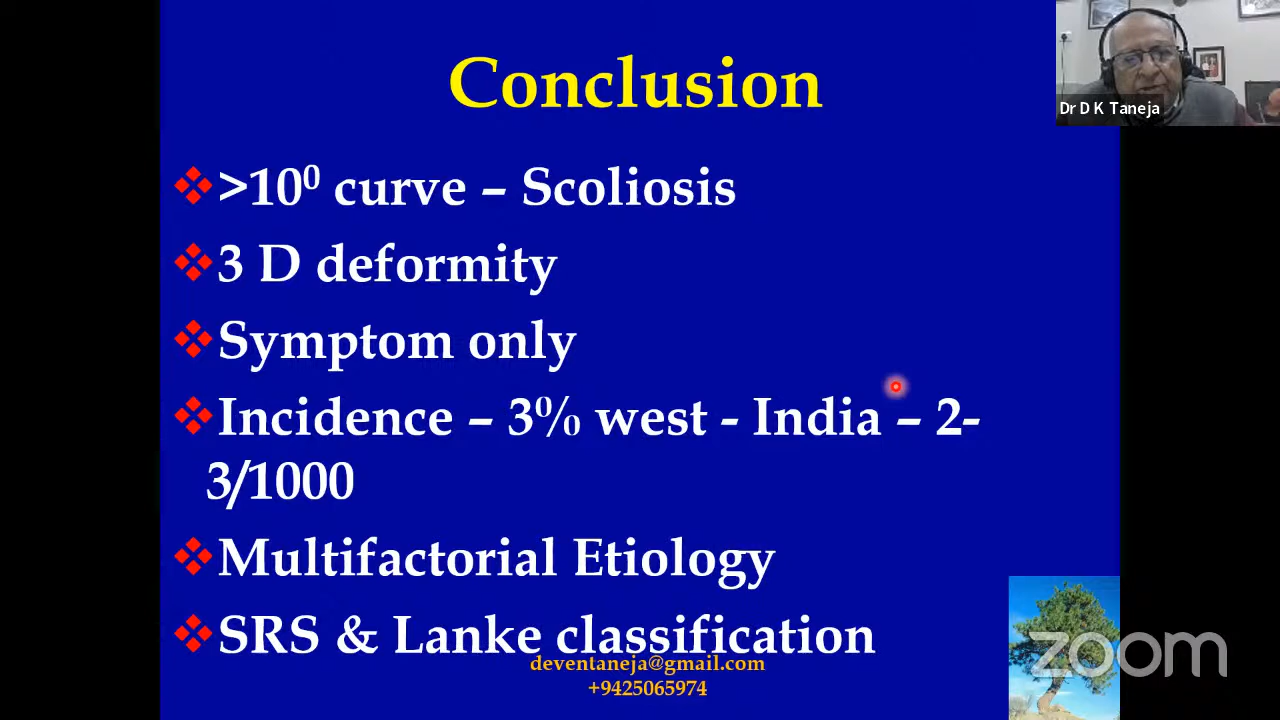 Conclusion
Dr D K Taneja
>10⁰ curve – Scoliosis
3 D deformity
Symptom only
Incidence – 3% west - India – 2-
3/1000
Multifactorial Etiology
SRS & Lanke classification
deventaneja@gmail.com
+9425065974
zoom